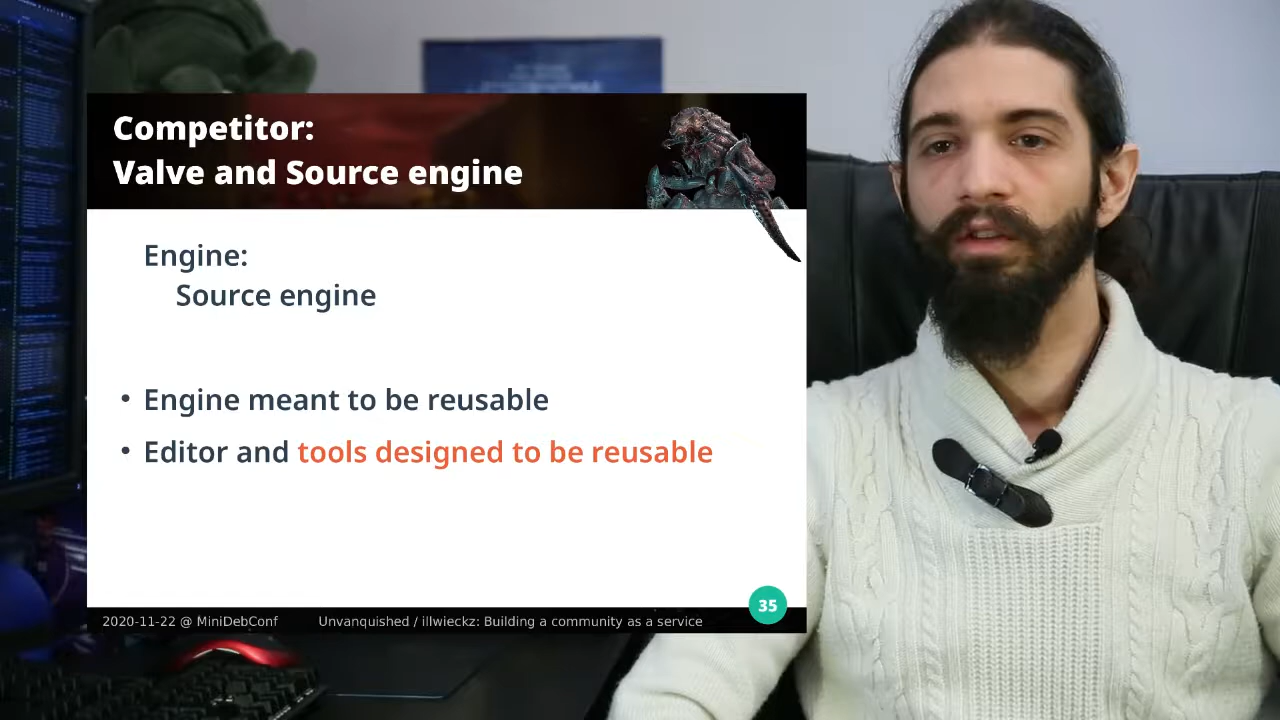 Competitor:
Valve and Source engine
Engine:
Source engine
• Engine meant to be reusable
• Editor and tools designed to be reusable
35
2020-11-22 @ MiniDebConf
Unvanquished / illwieckz: Building a community as a service